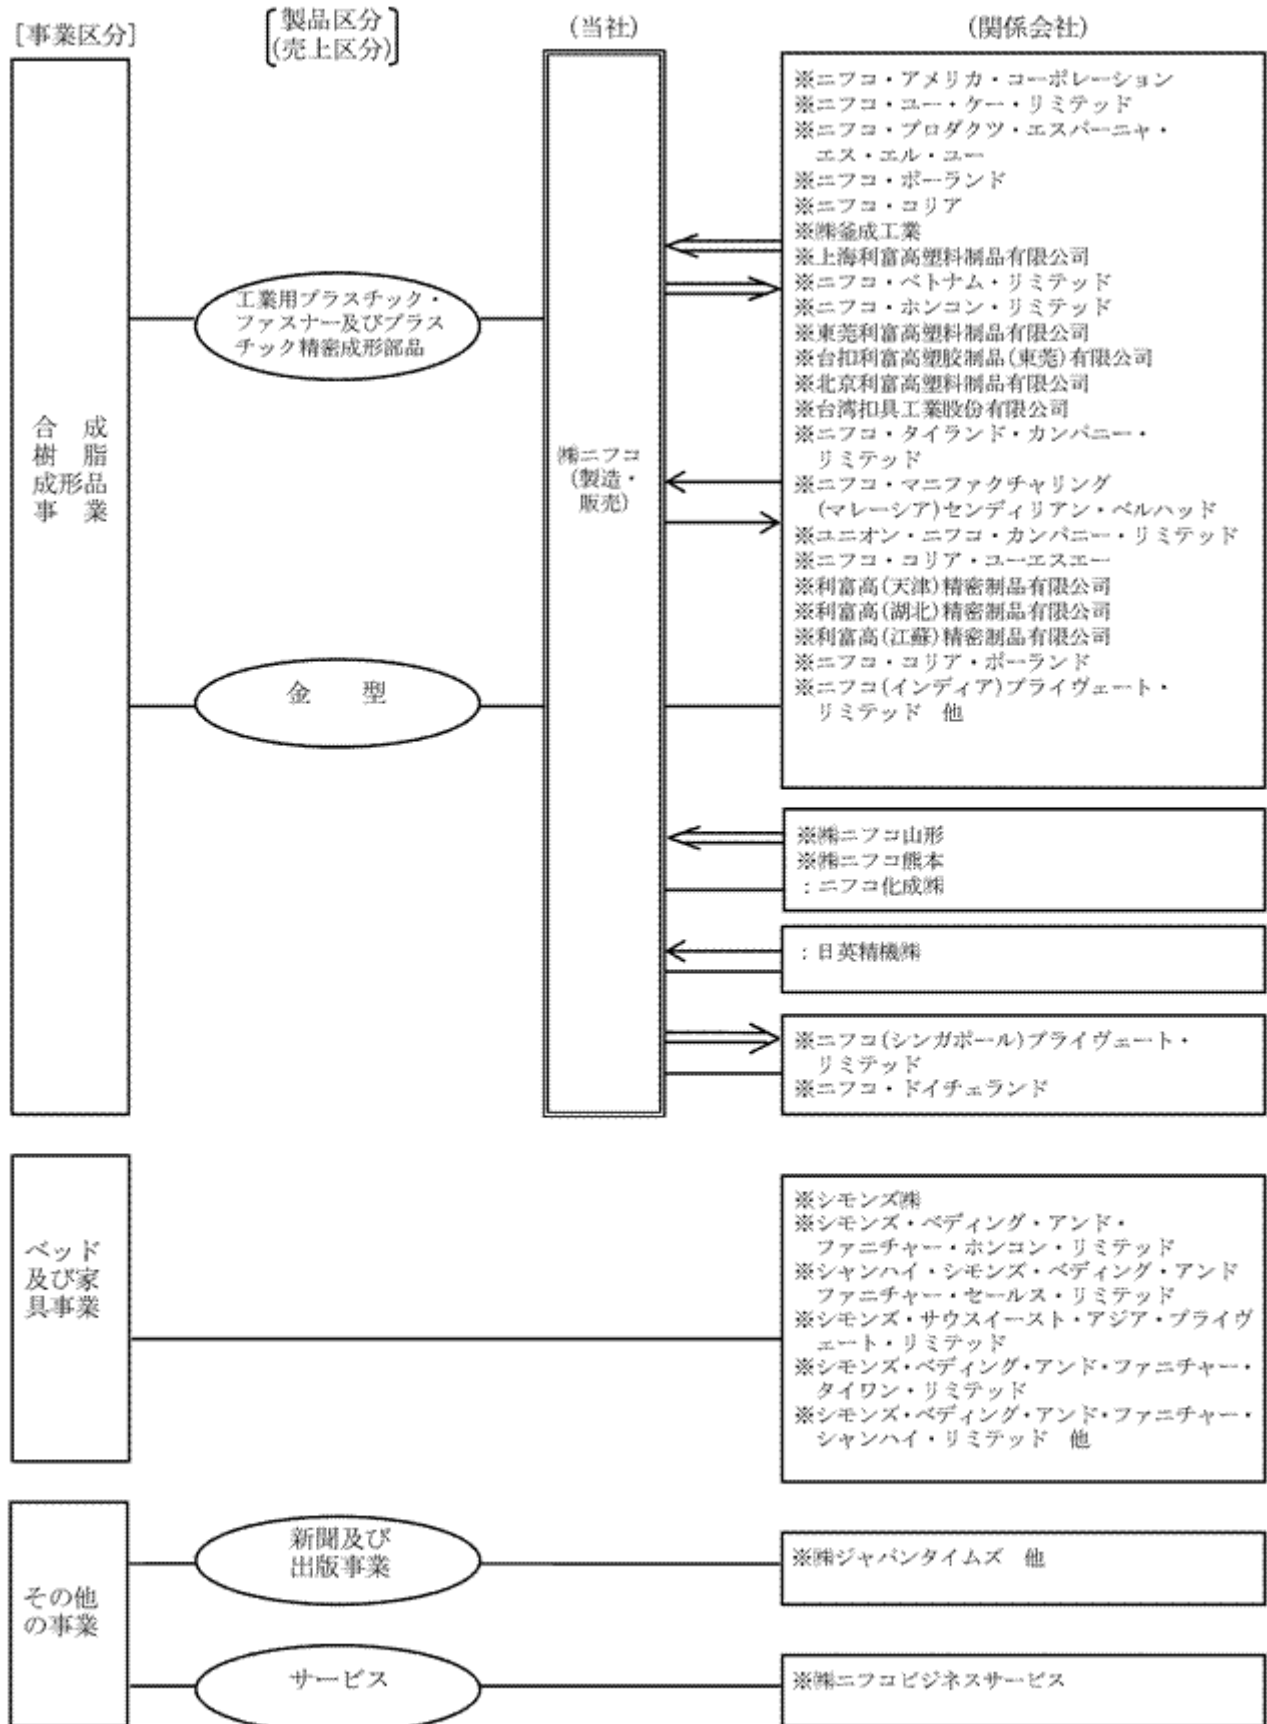 [事業区分]
製品区分
(売上区分)
(当社)
(関係会社)
合 成
樹 脂
成形品
事 業
工業用プラスチック・
ファスナー及びプラス
チック精密成形部品
金 型
㈱ニフコ
(製造・
販売)
※ニフコ・アメリカ・コーポレーション
※ニフコ・ユー・ケー・リミテッド
※ニフコ・プロダクツ・エスパーニャ・
エス・エル・ユー
※ニフコ・ポーランド
※ニフコ・コリア
※㈱釜成工業
※上海利富高塑料制品有限公司
※ニフコ・ベトナム・リミテッド
※ニフコ・ホンコン・リミテッド
※東莞利富高塑料制品有限公司
※台扣利富高塑胶制品(東莞)有限公司
※北京利富高塑料制品有限公司
※台湾扣具工業股份有限公司
※ニフコ・タイランド・カンパニー・
リミテッド
※ニフコ・マニファクチャリング
(マレーシア)センディリアン・ベルハッド
※ユニオン・ニフコ・カンパニー・リミテッド
※ニフコ・コリア・ユーエスエー
※利富高(天津)精密制品有限公司
※利富高(湖北)精密制品有限公司
※利富高(江蘇)精密制品有限公司
※ニフコ・コリア・ポーランド
※ニフコ(インディア)プライヴェート・
リミテッド 他
※㈱ニフコ山形
※㈱ニフコ熊本
：ニフコ化成㈱
：日英精機㈱
※ニフコ(シンガポール)プライヴェート・
リミテッド
※ニフコ・ドイチェランド
ベッド
及び家
具事業
※シモンズ㈱
※シモンズ・ベディング・アンド・
ファニチャー・ホンコン・リミテッド
※シャンハイ・シモンズ・ベディング・アンド
ファニチャー・セールス・リミテッド
※シモンズ・サウスイースト・アジア・プライヴ
ェート・リミテッド
※シモンズ・ベディング・アンド・ファニチャー・
タイワン・リミテッド
※シモンズ・ベディング・アンド・ファニチャー・
シャンハイ・リミテッド 他
その他
の事業
新聞及び
出版事業
※㈱ジャパンタイムズ 他
サービス
※㈱ニフコビジネスサービス